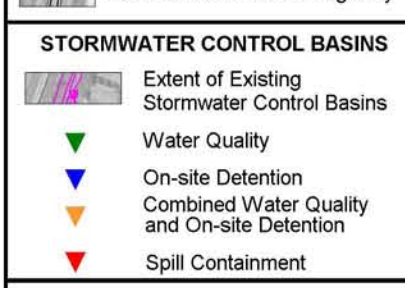 STORMWATER CONTROL BASINS
Extent of Existing
Stormwater Control Basins
Water Quality
On-site Detention
Combined Water Quality
and On-site Detention
Spill Containment